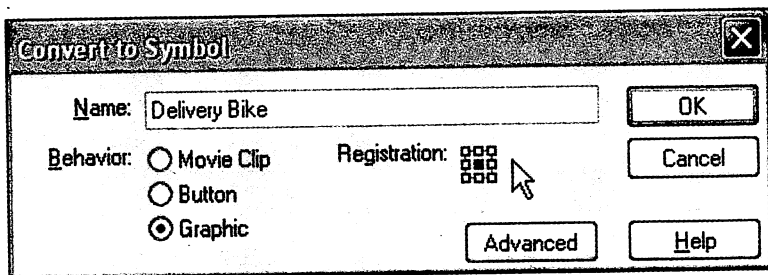 Convert to Symbol
Name: Delivery Bike
OK
Behavior: Movie Clip
Registration:
Cancel
Button
Graphic
Advanced
Help